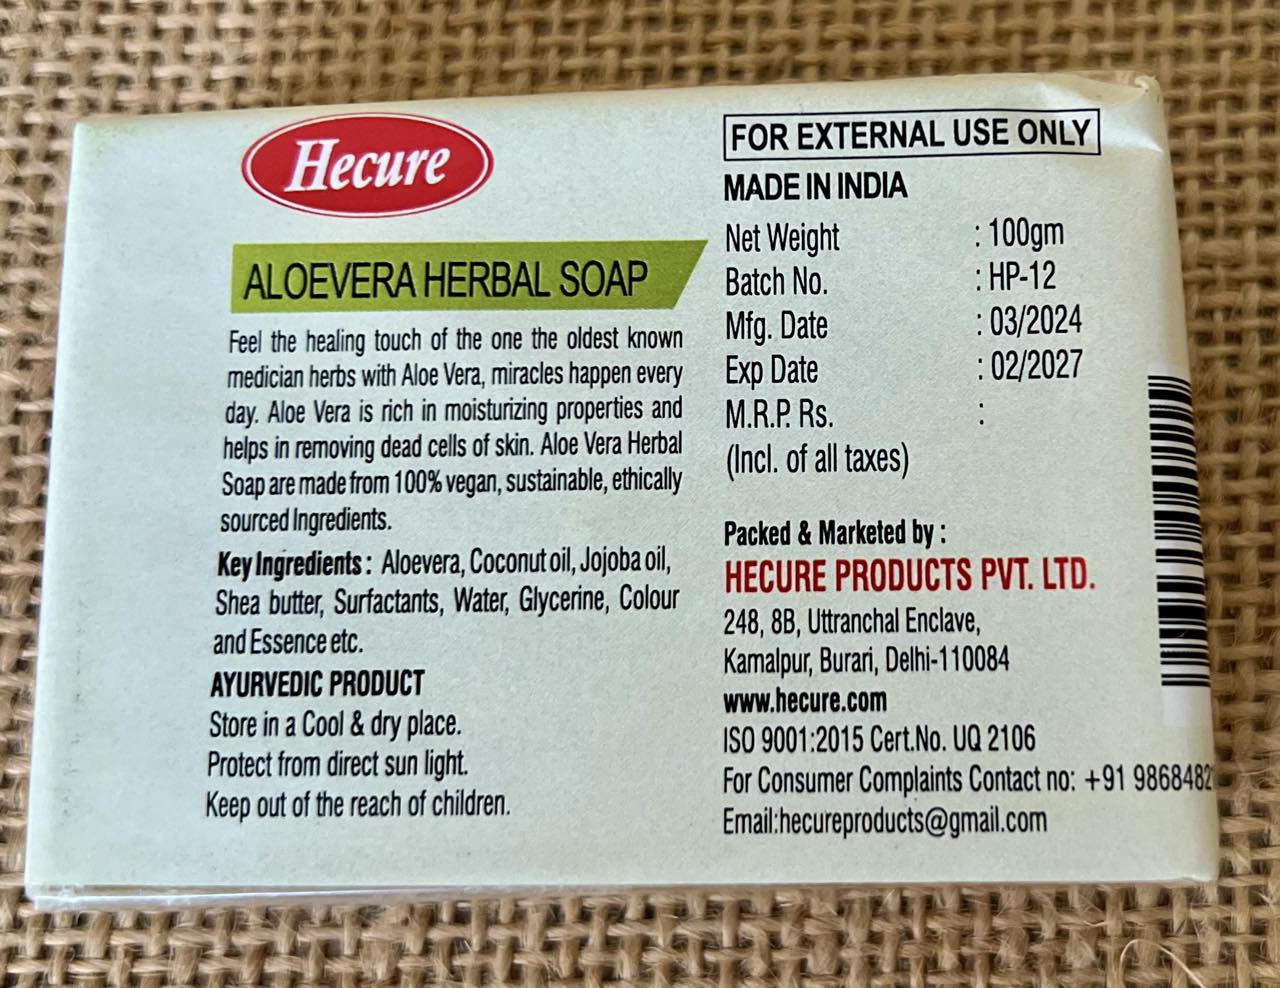 Hecure
ALOEVERA HERBAL SOAP
Feel the healing touch of the one the oldest known
medician herbs with Aloe Vera, miracles happen every
day. Aloe Vera is rich in moisturizing properties and
helps in removing dead cells of skin. Aloe Vera Herbal
Soap are made from 100% vegan, sustainable, ethically
sourced Ingredients.
Key Ingredients : Aloevera, Coconut oil, Jojoba oil,
Shea butter, Surfactants, Water, Glycerine, Colour
and Essence etc.
AYURVEDIC PRODUCT
Store in a Cool & dry place.
Protect from direct sun light.
Keep out of the reach of children.
FOR EXTERNAL USE ONLY
MADE IN INDIA
Net Weight : 100gm
Batch No. : HP-12
Mfg. Date : 03/2024
Exp Date : 02/2027
M.R.P. Rs. :
(Incl. of all taxes)
Packed & Marketed by :
HECURE PRODUCTS PVT. LTD.
248, 8B, Uttranchal Enclave,
Kamalpur, Burari, Delhi-110084
www.hecure.com
ISO 9001:2015 Cert.No. UQ 2106
For Consumer Complaints Contact no: +91
Email:hecureproducts@gmail.com